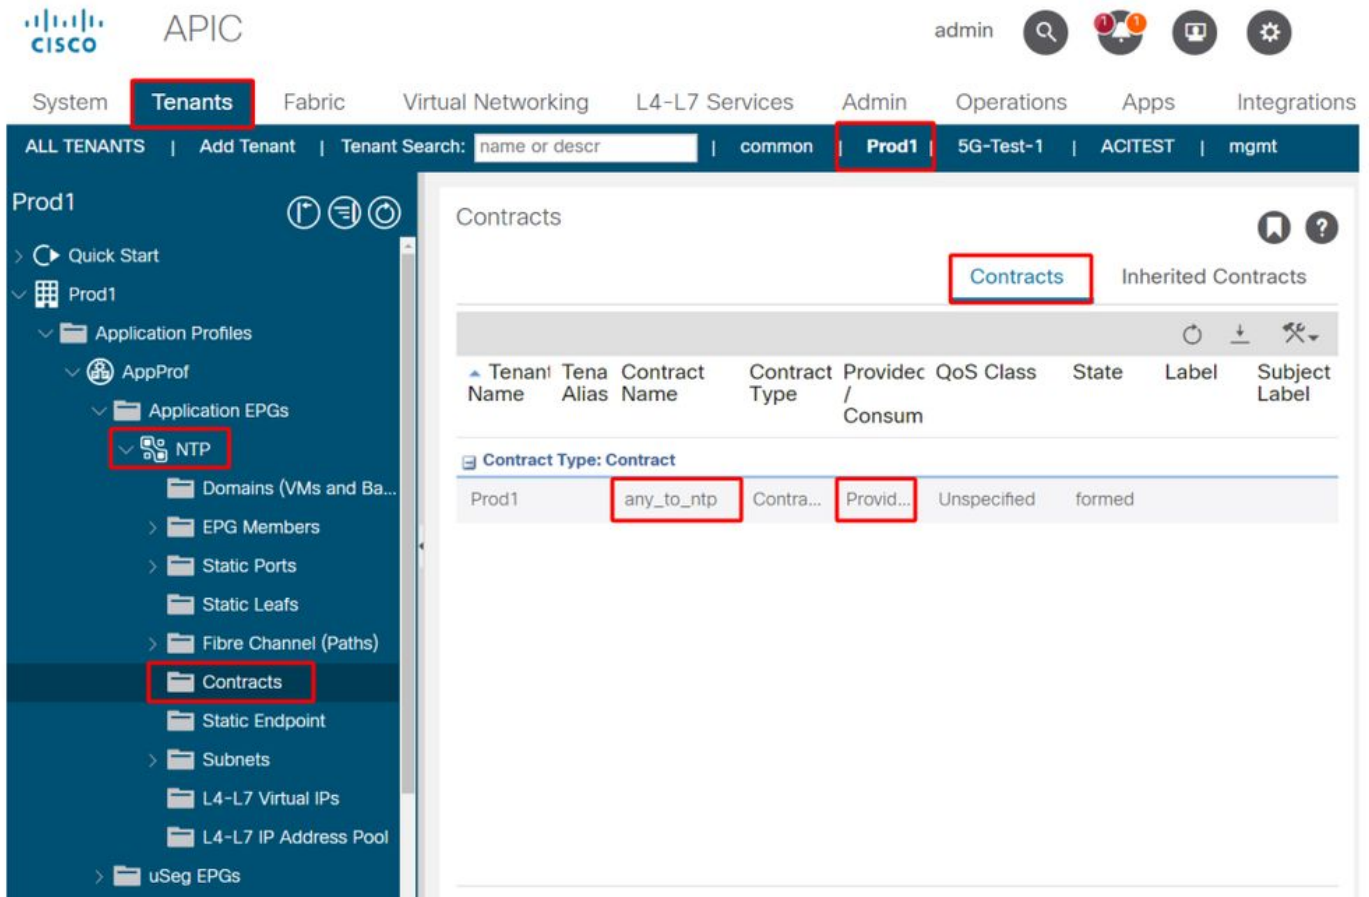 CISCO APIC admin 1 1
System Tenants Fabric Virtual Networking L4-L7 Services Admin Operations Apps Integrations
ALL TENANTS | Add Tenant | Tenant Search: name or descr | common | Prod1 | 5G-Test-1 | ACITEST | mgmt
Prod1
Quick Start
Prod1
Application Profiles
AppProf
Application EPGs
NTP
Domains (VMs and Ba...
EPG Members
Static Ports
Static Leafs
Fibre Channel (Paths)
Contracts
Static Endpoint
Subnets
L4-L7 Virtual IPs
L4-L7 IP Address Pool
uSeg EPGs
Contracts
?
Contracts Inherited Contracts
Tenant Tena Contract Contract Provided QoS Class State Label Subject
Name Alias Name Type / Label
Consum
Contract Type: Contract
Prod1 any_to_ntp Contra... Provid... Unspecified formed